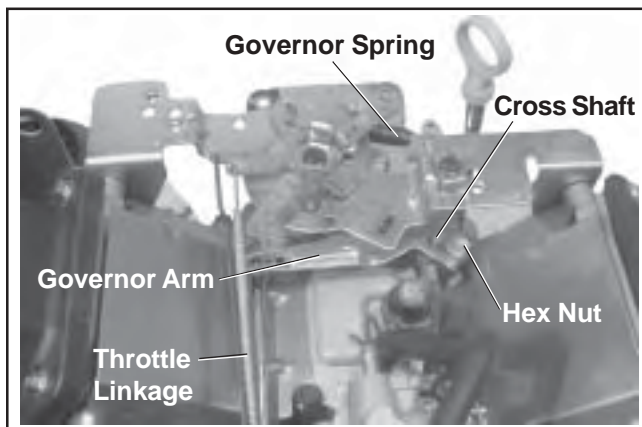 Governor Spring
Cross Shaft
Governor Arm
Hex Nut
Throttle
Linkage